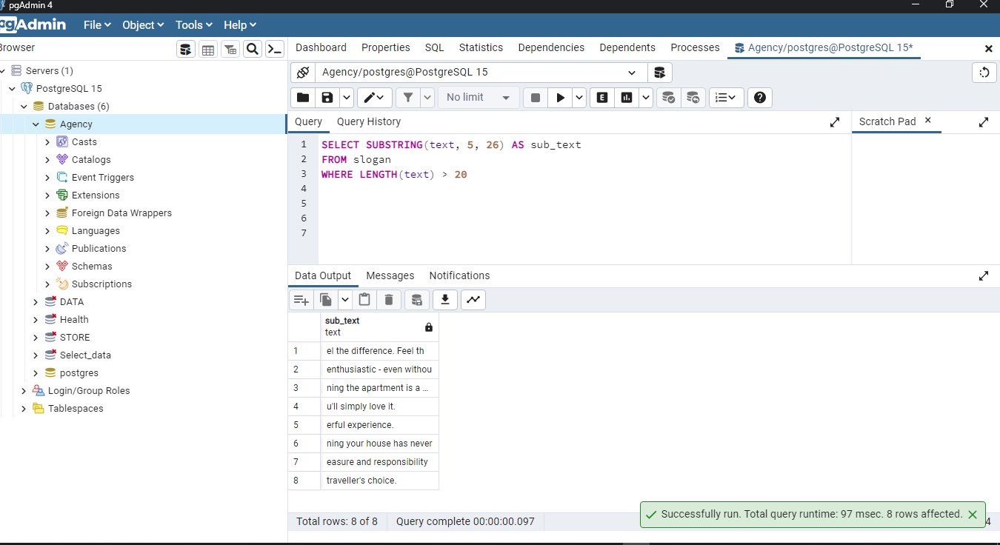 pgAdmin 4
pgAdmin File Object Tools Help
Browser
Dashboard Properties SQL Statistics Dependencies Dependents Processes Agency/postgres@PostgreSQL 15*
Servers (1)
PostgreSQL 15
Databases (6)
Agency
Casts
Catalogs
Event Triggers
Extensions
Foreign Data Wrappers
Languages
Publications
Schemas
Subscriptions
DATA
Health
STORE
Select_data
postgres
Login/Group Roles
Tablespaces
Agency/postgres@PostgreSQL 15
No limit
E
Query Query History
Scratch Pad
1 SELECT SUBSTRING(text, 5, 26) AS sub_text
2 FROM slogan
3 WHERE LENGTH(text) > 20
4
5
6
7
Data Output Messages Notifications
sub_text
text
1 el the difference. Feel th
2 enthusiastic - even withou
3 ning the apartment is a ...
4 u'll simply love it.
5 erful experience.
6 ning your house has never
7 easure and responsibility
8 traveller's choice.
Total rows: 8 of 8 Query complete 00:00:00.097
Successfully run. Total query runtime: 97 msec. 8 rows affected.
4